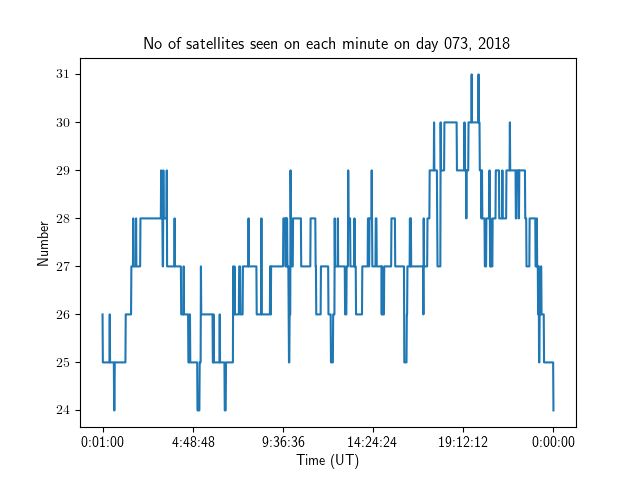 No of satellites seen on each minute on day 073, 2018
31
30
29
28
27
26
25
24
Number
0:01:00 4:48:48 9:36:36 14:24:24 19:12:12 0:00:00
Time (UT)